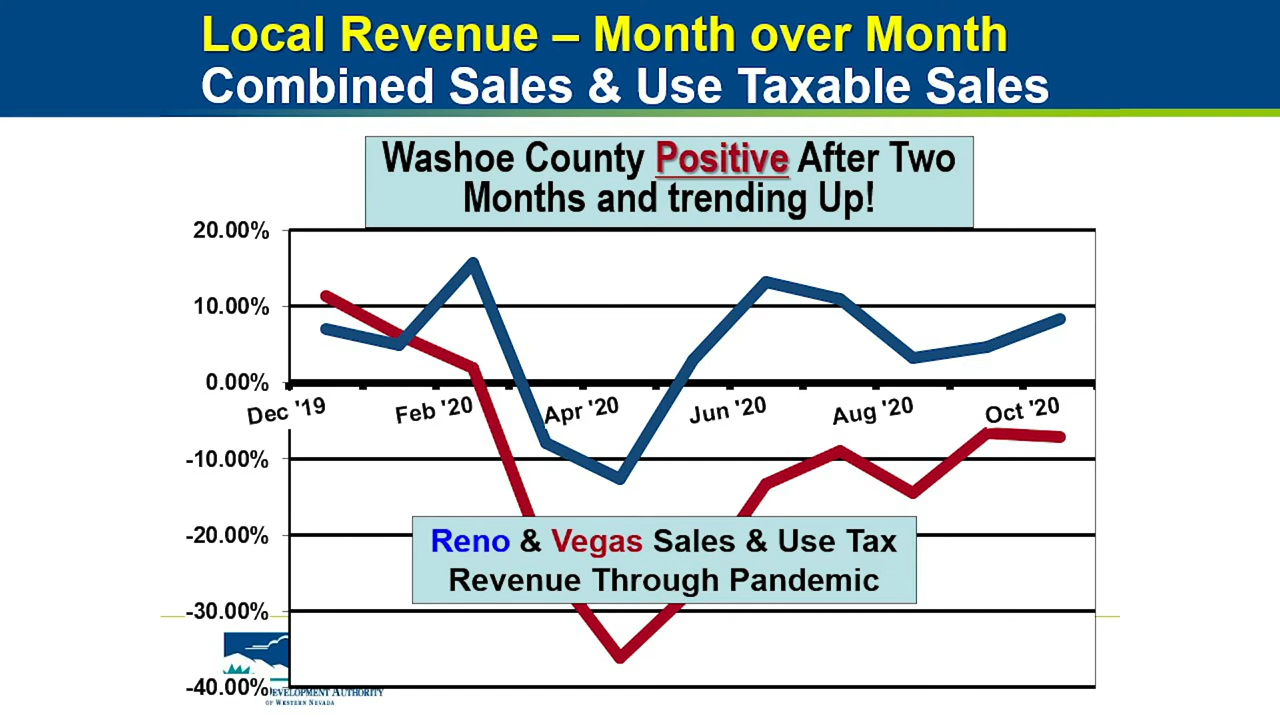 Local Revenue – Month over Month
Combined Sales & Use Taxable Sales
Washoe County Positive After Two
Months and trending Up!
20.00%
10.00%
0.00%
Dec '19 Feb '20 Apr '20 Jun '20 Aug '20 Oct '20
-10.00%
-20.00%
Reno & Vegas Sales & Use Tax
Revenue Through Pandemic
-30.00%
-40.00%
Development Authority
of Western Nevada